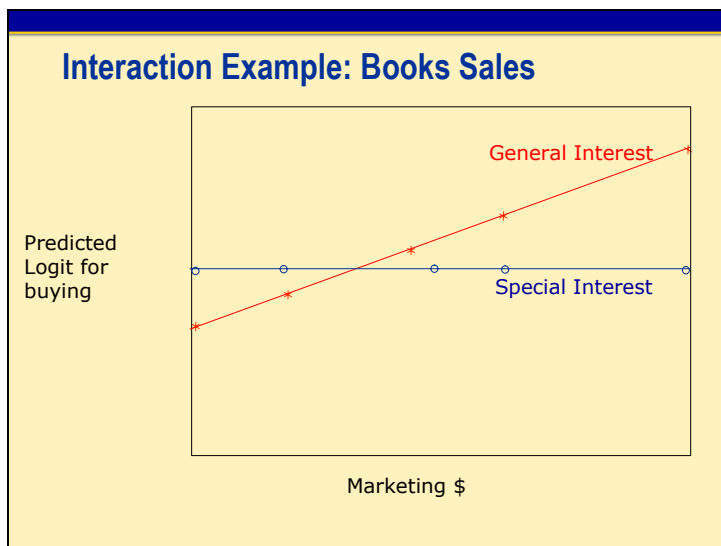 Interaction Example: Books Sales
General Interest
Predicted
Logit for
buying
Special Interest
Marketing $